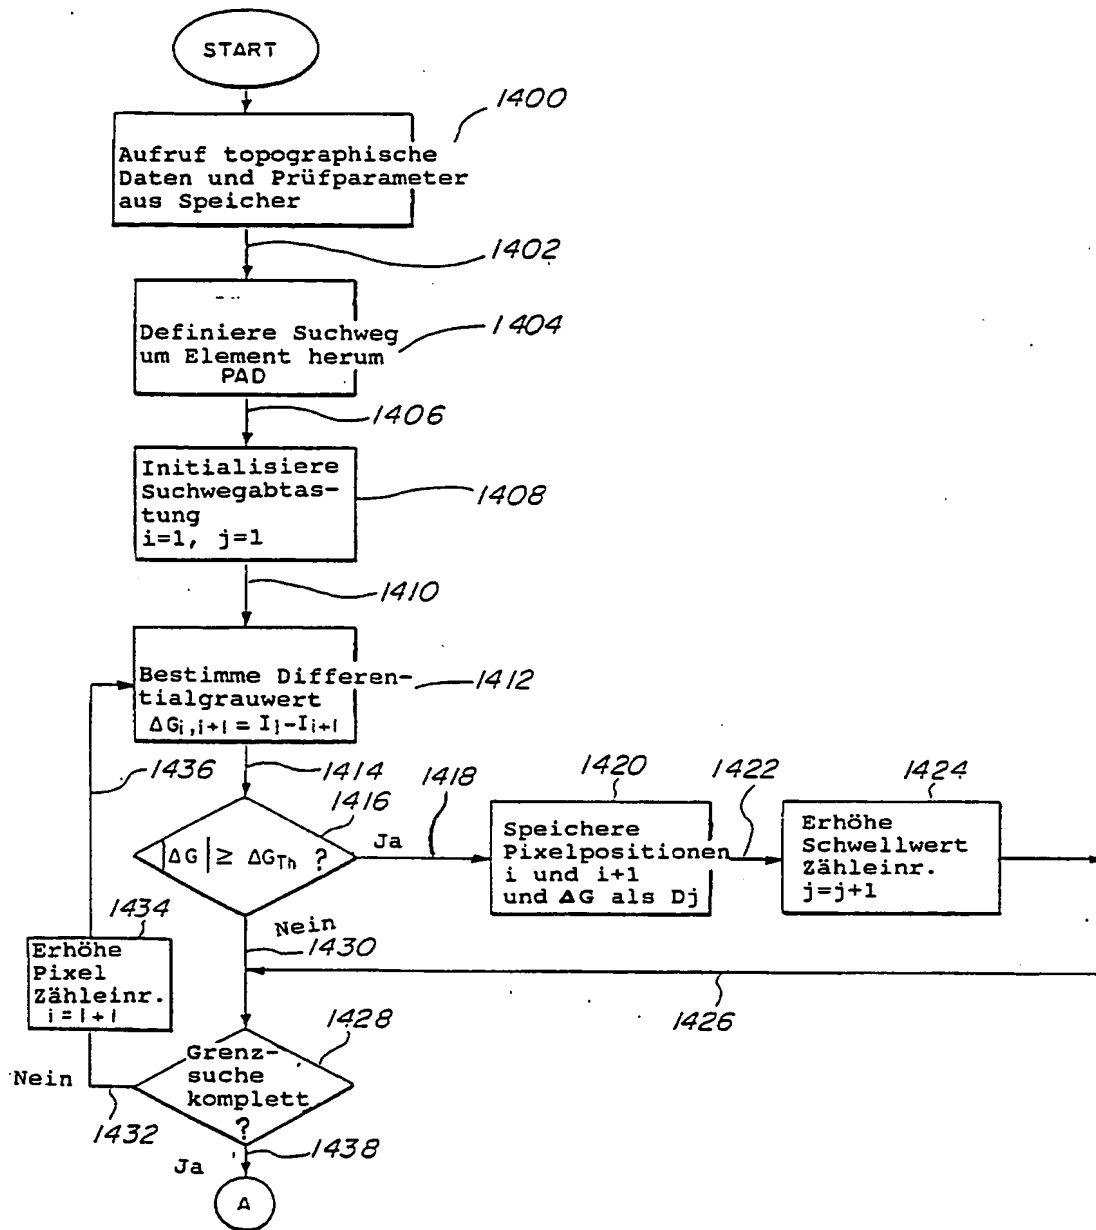 START
1400
Aufruf topographische
Daten und Prüfparameter
aus Speicher
1402
Definiere Suchweg
um Element herum
PAD
1404
1406
Initialisiere
Suchwegabtas-
tung
i=1, j=1
1408
1410
Bestimme Differen-
tialgrauwert
ΔGi,i+1 = Ii-Ii+1
1412
1436
1414
1416
|ΔG| ≥ ΔGTh ?
Ja
1418
1420
Speichere
Pixelpositionen
i und i+1
und ΔG als Dj
1422
1424
Erhöhe
Schwellwert
Zähleinr.
j=j+1
Nein
1430
1434
Erhöhe
Pixel
Zähleinr.
i=i+1
1426
1428
Grenz-
suche
komplett
?
Nein
1432
1438
Ja
A